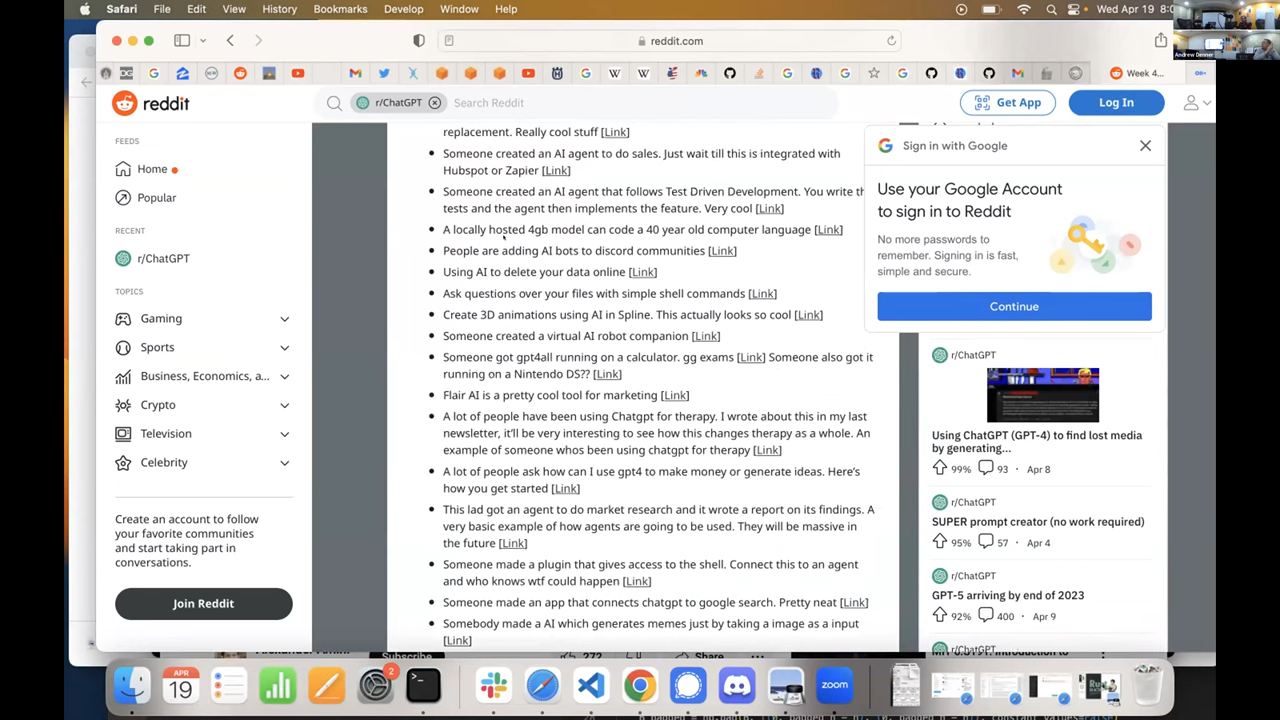 Safari File Edit View History Bookmarks Develop Window Help
Wed Apr 19 8:0
Andrew Denner
reddit.com
Week 4...
reddit
r/ChatGPT
Search Reddit
Get App
Log In
FEEDS
Home
Popular
RECENT
r/ChatGPT
TOPICS
Gaming
Sports
Business, Economics, a...
Crypto
Television
Celebrity
Create an account to follow
your favorite communities
and start taking part in
conversations.
Join Reddit
replacement. Really cool stuff [Link]
Someone created an AI agent to do sales. Just wait till this is integrated with
Hubspot or Zapier [Link]
Someone created an AI agent that follows Test Driven Development. You write th
tests and the agent then implements the feature. Very cool [Link]
A locally hosted 4gb model can code a 40 year old computer language [Link]
People are adding AI bots to discord communities [Link]
Using AI to delete your data online [Link]
Ask questions over your files with simple shell commands [Link]
Create 3D animations using AI in Spline. This actually looks so cool [Link]
Someone created a virtual AI robot companion [Link]
Someone got gpt4all running on a calculator. gg exams [Link] Someone also got it
running on a Nintendo DS?? [Link]
Flair AI is a pretty cool tool for marketing [Link]
A lot of people have been using Chatgpt for therapy. I wrote about this in my last
newsletter, it'll be very interesting to see how this changes therapy as a whole. An
example of someone whos been using chatgpt for therapy [Link]
A lot of people ask how can I use gpt4 to make money or generate ideas. Here's
how you get started [Link]
This lad got an agent to do market research and it wrote a report on its findings. A
very basic example of how agents are going to be used. They will be massive in
the future [Link]
Someone made a plugin that gives access to the shell. Connect this to an agent
and who knows wtf could happen [Link]
Someone made an app that connects chatgpt to google search. Pretty neat [Link]
Somebody made a AI which generates memes just by taking a image as a input
[Link]
Sign in with Google
Use your Google Account
to sign in to Reddit
No more passwords to
remember. Signing in is fast,
simple and secure.
Continue
r/ChatGPT
Using ChatGPT (GPT-4) to find lost media
by generating...
99% 93 • Apr 8
r/ChatGPT
SUPER prompt creator (no work required)
95% 57 • Apr 4
r/ChatGPT
GPT-5 arriving by end of 2023
92% 400 • Apr 9
r/ChatGPT
APR
19
2
zoom